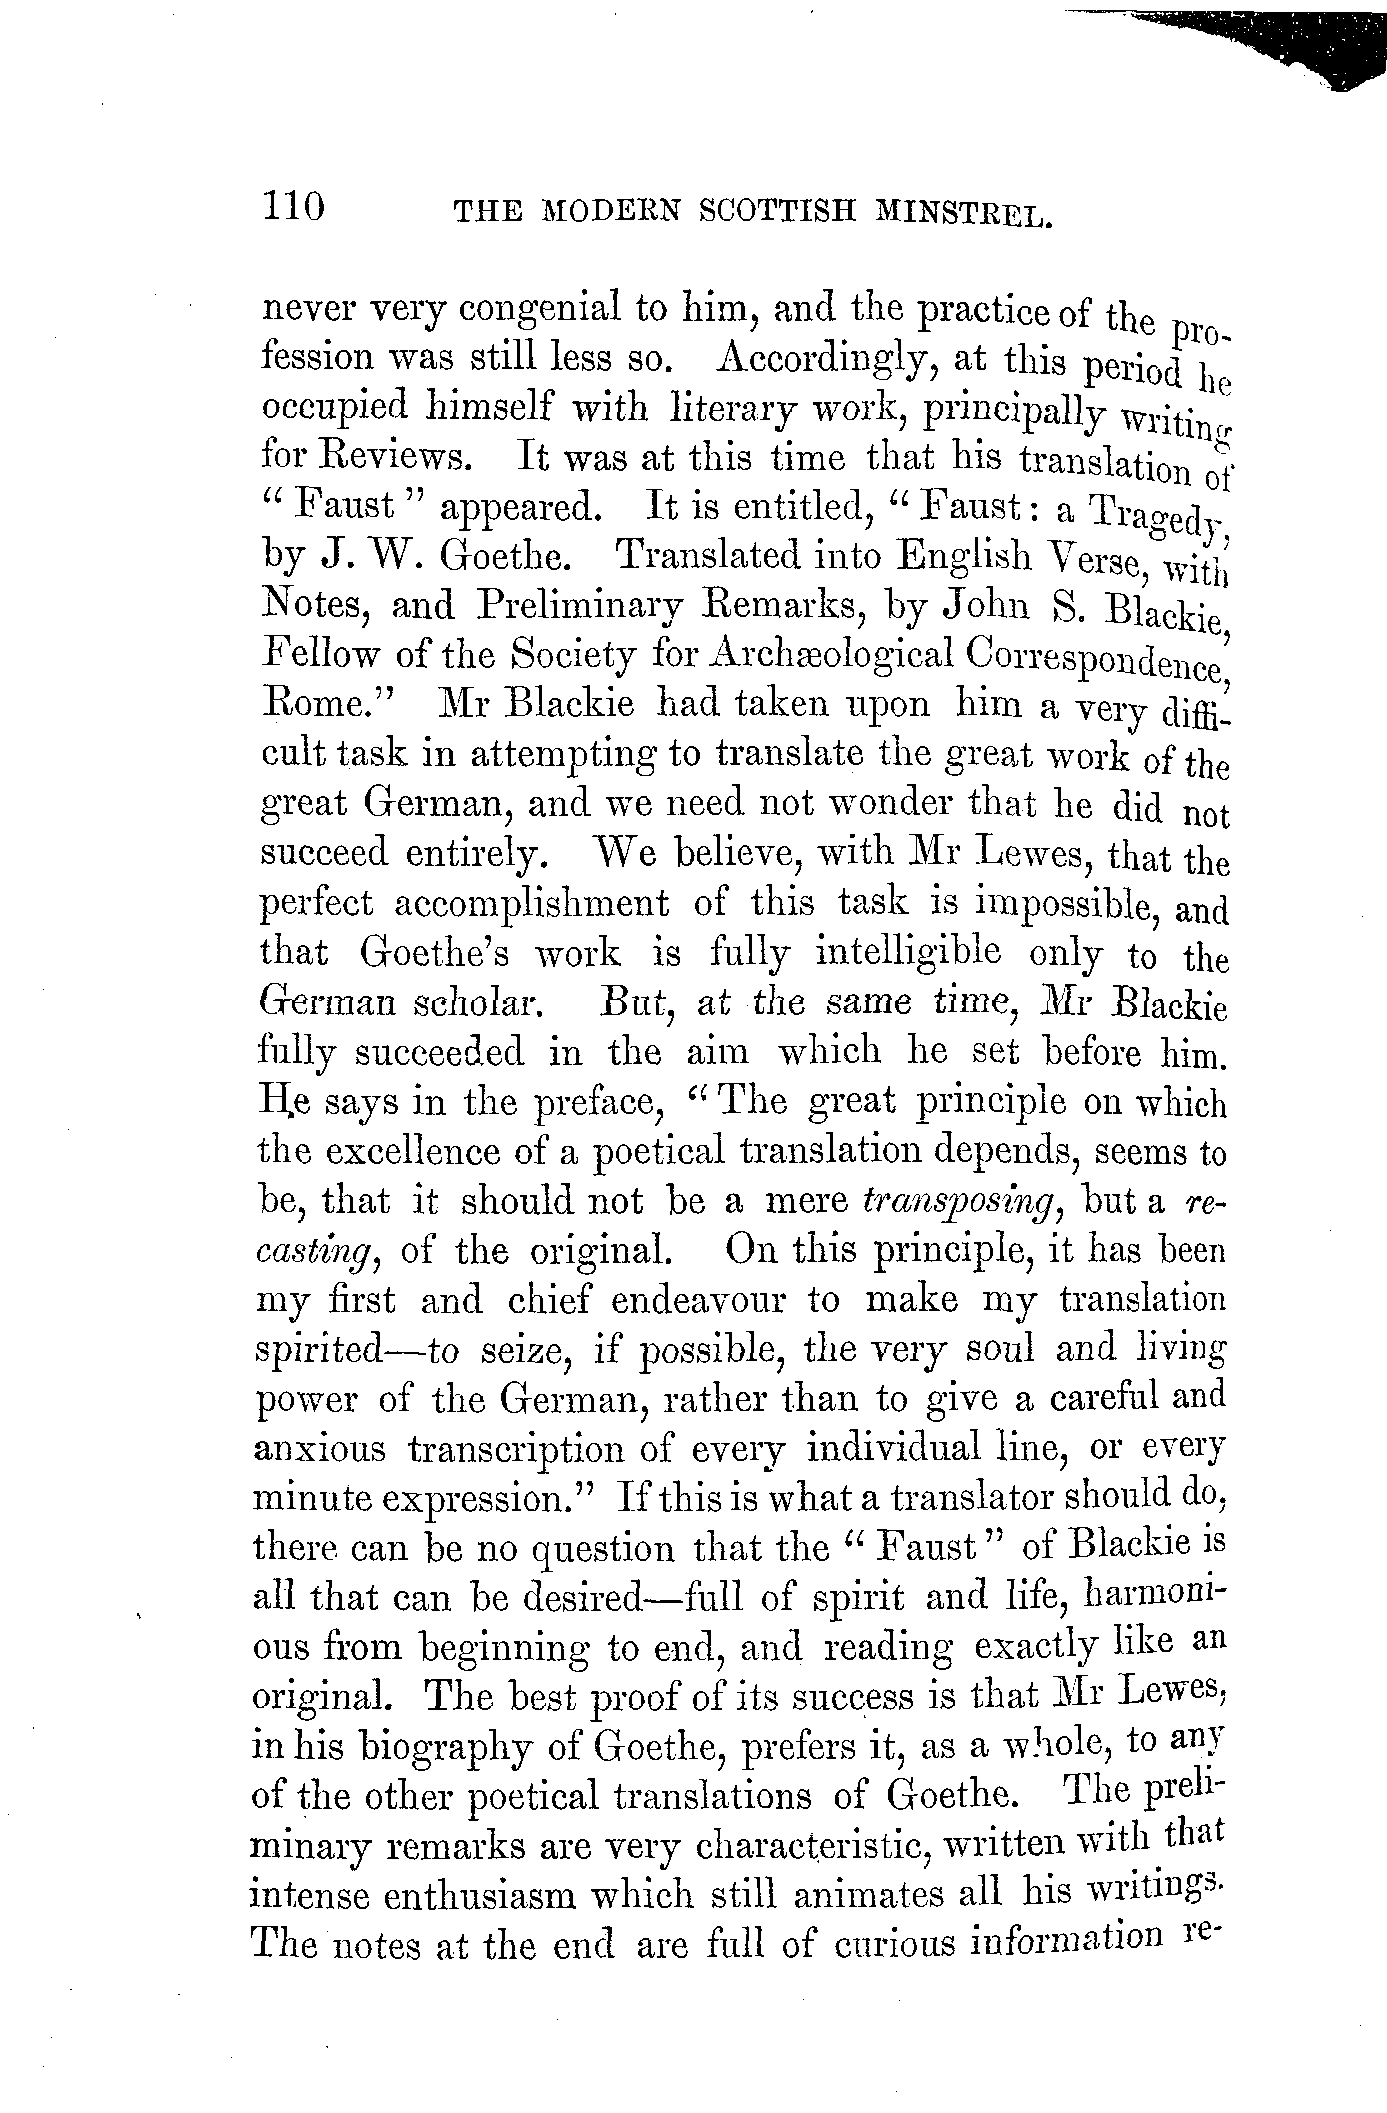 110 THE MODERN SCOTTISH MINSTREL.
never very congenial to him, and the practice of the pro-
fession was still less so. Accordingly, at this period he
occupied himself with literary work, principally writing
for Reviews. It was at this time that his translation of
“ Faust ” appeared. It is entitled, “ Faust : a Tragedy,
by J. W. Goethe. Translated into English Verse, with
Notes, and Preliminary Remarks, by John S. Blackie,
Fellow of the Society for Archæological Correspondence,
Rome.” Mr Blackie had taken upon him a very diffi-
cult task in attempting to translate the great work of the
great German, and we need not wonder that he did not
succeed entirely. We believe, with Mr Lewes, that the
perfect accomplishment of this task is impossible, and
that Goethe’s work is fully intelligible only to the
German scholar. But, at the same time, Mr Blackie
fully succeeded in the aim which he set before him.
He says in the preface, “ The great principle on which
the excellence of a poetical translation depends, seems to
be, that it should not be a mere transposing, but a re-
casting, of the original. On this principle, it has been
my first and chief endeavour to make my translation
spirited—to seize, if possible, the very soul and living
power of the German, rather than to give a careful and
anxious transcription of every individual line, or every
minute expression.” If this is what a translator should do,
there can be no question that the “ Faust ” of Blackie is
all that can be desired—full of spirit and life, harmoni-
ous from beginning to end, and reading exactly like an
original. The best proof of its success is that Mr Lewes,
in his biography of Goethe, prefers it, as a whole, to any
of the other poetical translations of Goethe. The preli-
minary remarks are very characteristic, written with that
intense enthusiasm which still animates all his writings.
The notes at the end are full of curious information re-